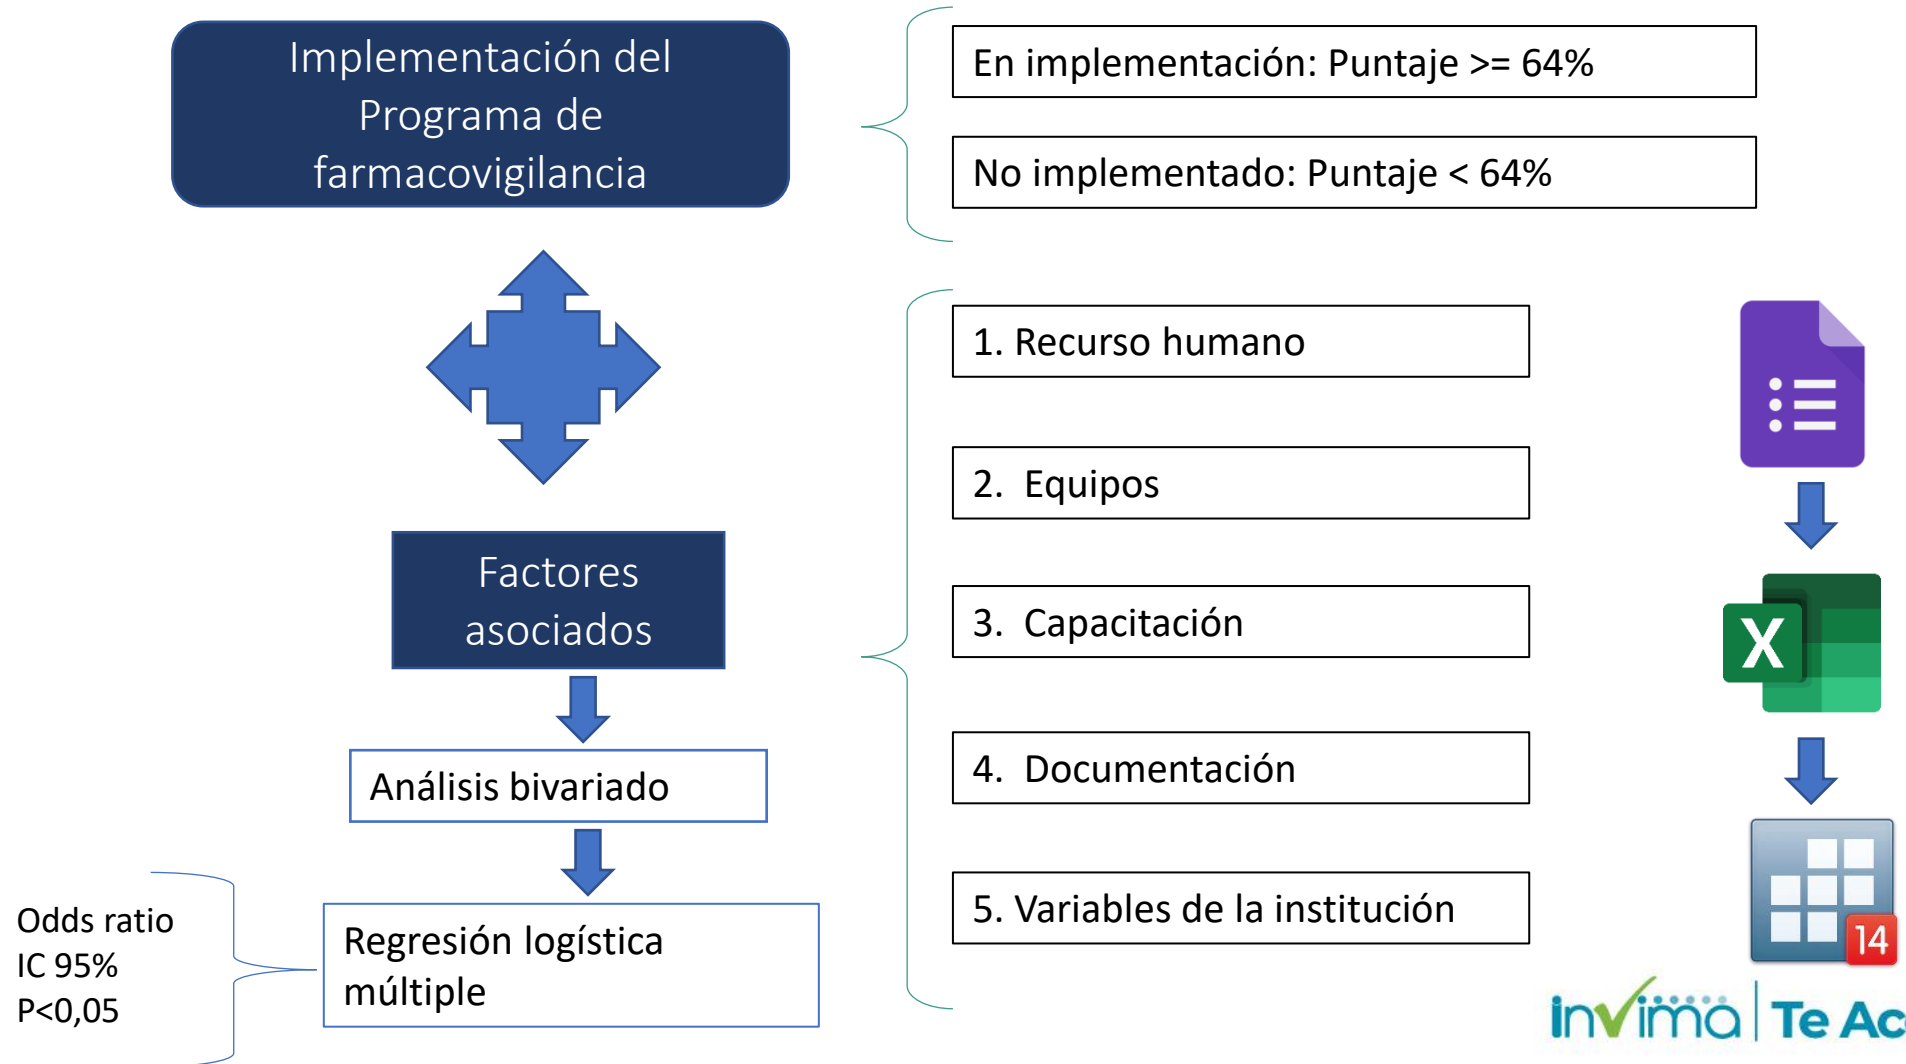 Implementación del
Programa de
farmacovigilancia
En implementación: Puntaje >= 64%
No implementado: Puntaje < 64%
Factores
asociados
1. Recurso humano
2. Equipos
3. Capacitación
4. Documentación
5. Variables de la institución
Análisis bivariado
Regresión logística
múltiple
Odds ratio
IC 95%
P<0,05
X
14
invima
Te Ac